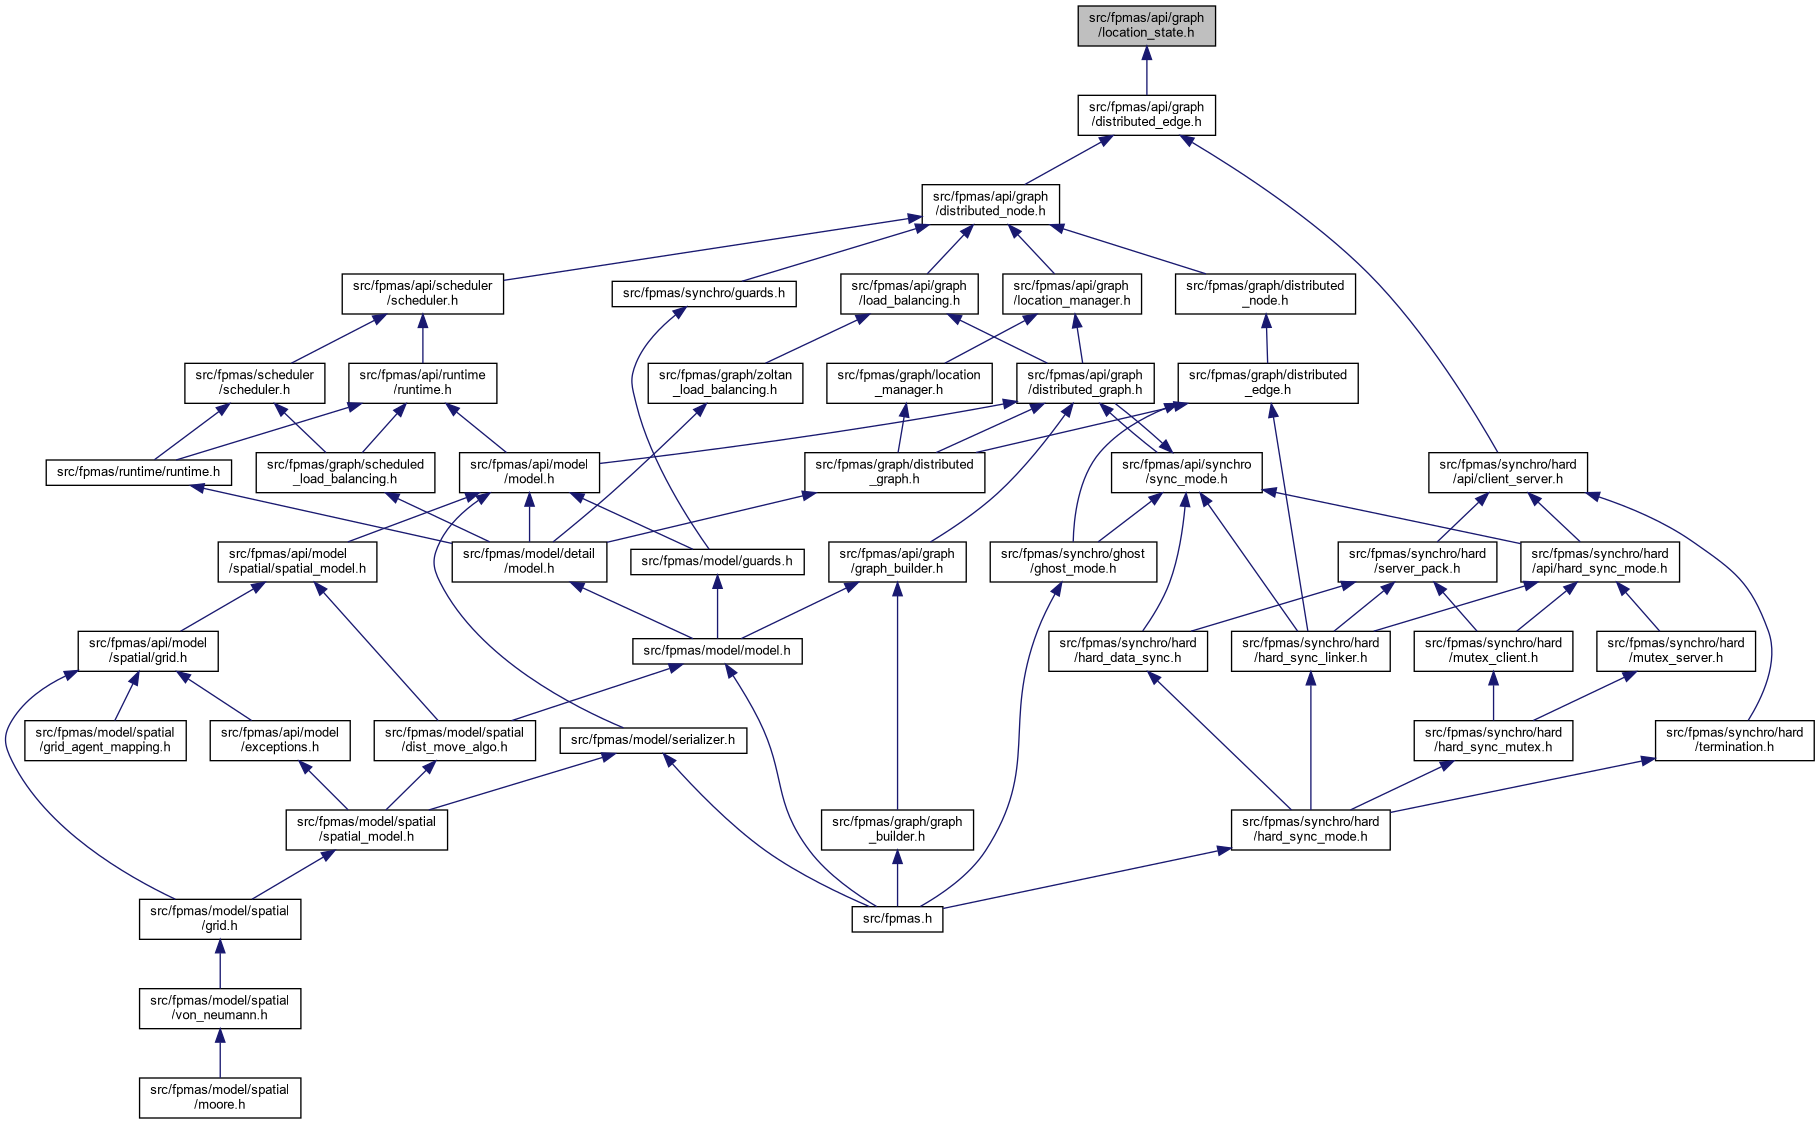 src/fpmas/api/graph
/location_state.h
src/fpmas/api/graph
/distributed_edge.h
src/fpmas/api/graph
/distributed_node.h
src/fpmas/api/scheduler
/scheduler.h
src/fpmas/synchro/guards.h
src/fpmas/api/graph
/load_balancing.h
src/fpmas/api/graph
/location_manager.h
src/fpmas/graph/distributed
_node.h
src/fpmas/scheduler
/scheduler.h
src/fpmas/api/runtime
/runtime.h
src/fpmas/graph/zoltan
_load_balancing.h
src/fpmas/graph/location
_manager.h
src/fpmas/api/graph
/distributed_graph.h
src/fpmas/graph/distributed
_edge.h
src/fpmas/runtime/runtime.h
src/fpmas/graph/scheduled
_load_balancing.h
src/fpmas/api/model
/model.h
src/fpmas/graph/distributed
_graph.h
src/fpmas/api/synchro
/sync_mode.h
src/fpmas/synchro/hard
/api/client_server.h
src/fpmas/api/model
/spatial/spatial_model.h
src/fpmas/model/detail
/model.h
src/fpmas/model/guards.h
src/fpmas/api/graph
/graph_builder.h
src/fpmas/synchro/ghost
/ghost_mode.h
src/fpmas/synchro/hard
/server_pack.h
src/fpmas/synchro/hard
/api/hard_sync_mode.h
src/fpmas/api/model
/spatial/grid.h
src/fpmas/model/model.h
src/fpmas/synchro/hard
/hard_data_sync.h
src/fpmas/synchro/hard
/hard_sync_linker.h
src/fpmas/synchro/hard
/mutex_client.h
src/fpmas/synchro/hard
/mutex_server.h
src/fpmas/model/spatial
/grid_agent_mapping.h
src/fpmas/api/model
/exceptions.h
src/fpmas/model/spatial
/dist_move_algo.h
src/fpmas/model/serializer.h
src/fpmas/synchro/hard
/hard_sync_mutex.h
src/fpmas/synchro/hard
/termination.h
src/fpmas/model/spatial
/spatial_model.h
src/fpmas/graph/graph
_builder.h
src/fpmas/synchro/hard
/hard_sync_mode.h
src/fpmas/model/spatial
/grid.h
src/fpmas.h
src/fpmas/model/spatial
/von_neumann.h
src/fpmas/model/spatial
/moore.h